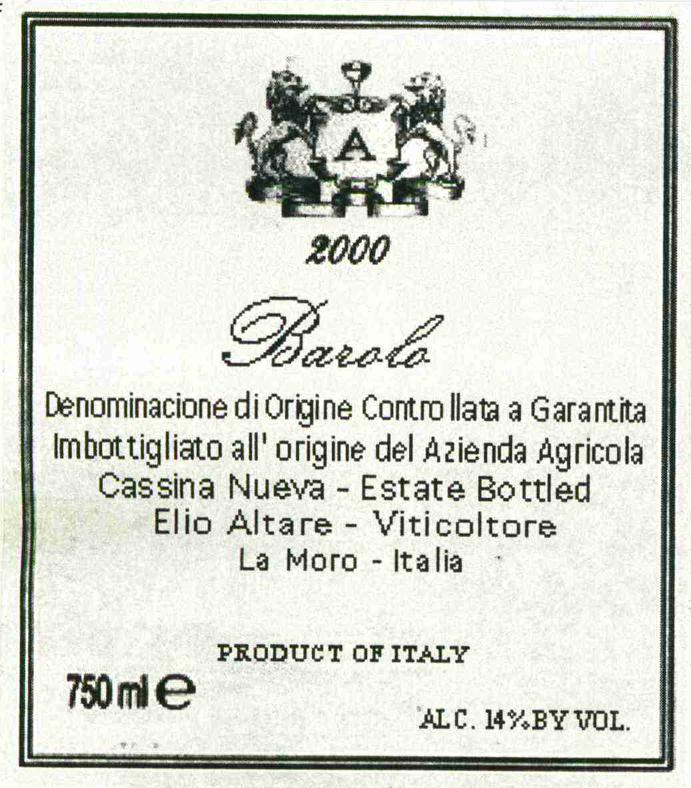 A
2000
Barolo
Denominacione di Origine Controllata a Garantita
Imbottigliato all' origine del Azienda Agricola
Cassina Nueva - Estate Bottled
Elio Altare - Viticoltore
La Moro - Italia
PRODUCT OF ITALY
750 ml e
ALC. 14% BY VOL.